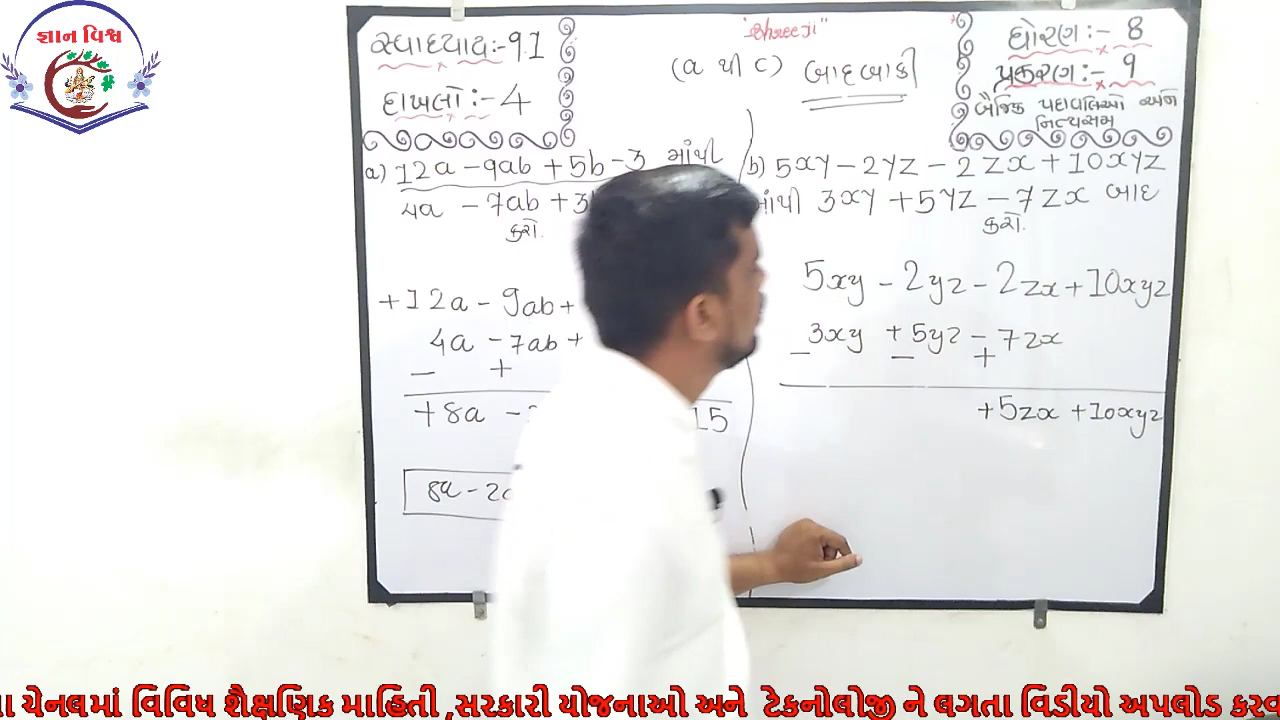 જ્ઞાન વિશ્વ
સ્વાધ્યાય:-9.1
દાખલો:-4
"Shreeji"
(a થી c) બાદબાકી
ધોરણ:- 8
પ્રકરણ:- 9
બૈજિક પદાવલિઓ અને
નિત્યસમ
a) 12a - 9ab + 5b - 3 માંથી
4a - 7ab + 3
કરો.
+12a - 9ab +
4a - 7ab +
- +
+8a - 15
8a - 2
b) 5xy - 2yz - 2zx + 10xyz
માંથી 3xy + 5yz - 7zx બાદ
કરો.
5xy - 2yz - 2zx + 10xyz
3xy + 5yz - 7zx
- - +
+5zx + 10xyz
ચેનલમાં વિવિધ શૈક્ષણિક માહિતી ,સરકારી યોજનાઓ અને ટેકનોલોજી ને લગતા વિડીયો અપલોડ